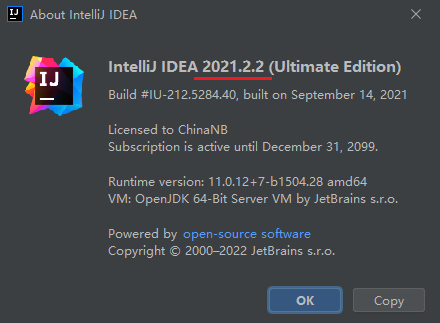 About IntelliJ IDEA
IJ
IntelliJ IDEA 2021.2.2 (Ultimate Edition)
Build #IU-212.5284.40, built on September 14, 2021
Licensed to ChinaNB
Subscription is active until December 31, 2099.
Runtime version: 11.0.12+7-b1504.28 amd64
VM: OpenJDK 64-Bit Server VM by JetBrains s.r.o.
Powered by open-source software
Copyright © 2000–2022 JetBrains s.r.o.
OK
Copy